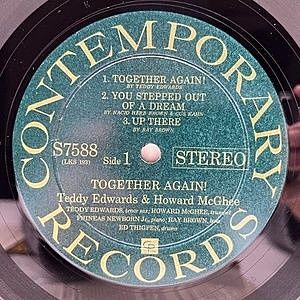 CONTEMPORARY
1. TOGETHER AGAIN!
BY TEDDY EDWARDS
2. YOU STEPPED OUT
OF A DREAM
BY NACIO HERB BROWN & GUS KAHN
3. UP THERE
BY RAY BROWN
S7588
(LKS 193)
Side 1
STEREO
TOGETHER AGAIN!
Teddy Edwards & Howard McGhee
TEDDY EDWARDS, tenor sax; HOWARD McGHEE, trumpet
PHINEAS NEWBORN Jr., piano; RAY BROWN, bass
ED THIGPEN, drums
RECORDS